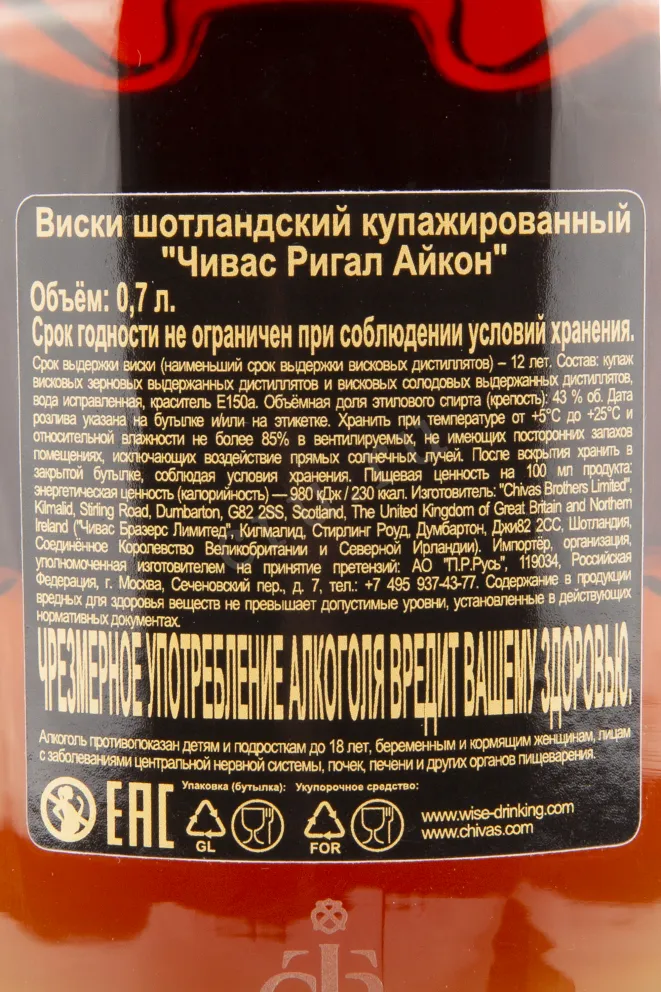 Виски шотландский купажированный
"Чивас Ригал Айкон"
Объём: 0,7 л.
Срок годности не ограничен при соблюдении условий хранения.
Срок выдержки виски (наименьший срок выдержки висковых дистиллятов) – 12 лет. Состав: купаж
висковых зерновых выдержанных дистиллятов и висковых солодовых выдержанных дистиллятов,
вода исправленная, краситель Е150а. Объёмная доля этилового спирта (крепость): 43 % об. Дата
розлива указана на бутылке и/или на этикетке. Хранить при температуре от +5°С до +25°С и
относительной влажности не более 85% в вентилируемых, не имеющих посторонних запахов
помещениях, исключающих воздействие прямых солнечных лучей. После вскрытия хранить в
закрытой бутылке, соблюдая условия хранения. Пищевая ценность на 100 мл продукта:
энергетическая ценность (калорийность) — 980 кДж / 230 ккал. Изготовитель: "Chivas Brothers Limited",
Kilmalid, Stirling Road, Dumbarton, G82 2SS, Scotland, The United Kingdom of Great Britain and Northern
Ireland ("Чивас Бразерс Лимитед", Килмалид, Стирлинг Роуд, Думбартон, Джи82 2СС, Шотландия,
Соединённое Королевство Великобритании и Северной Ирландии). Импортёр, организация,
уполномоченная изготовителем на принятие претензий: АО "П.Р.Русь", 119034, Российская
Федерация, г. Москва, Сеченовский пер., д. 7, тел.: +7 495 937-43-77. Содержание в продукции
вредных для здоровья веществ не превышает допустимые уровни, установленные в действующих
нормативных документах.
ЧРЕЗМЕРНОЕ УПОТРЕБЛЕНИЕ АЛКОГОЛЯ ВРЕДИТ ВАШЕМУ ЗДОРОВЬЮ.
Алкоголь противопоказан детям и подросткам до 18 лет, беременным и кормящим женщинам, лицам
с заболеваниями центральной нервной системы, почек, печени и других органов пищеварения.
Упаковка (бутылка): Укупорочное средство:
EAC
GL
FOR
www.wise-drinking.com
www.chivas.com